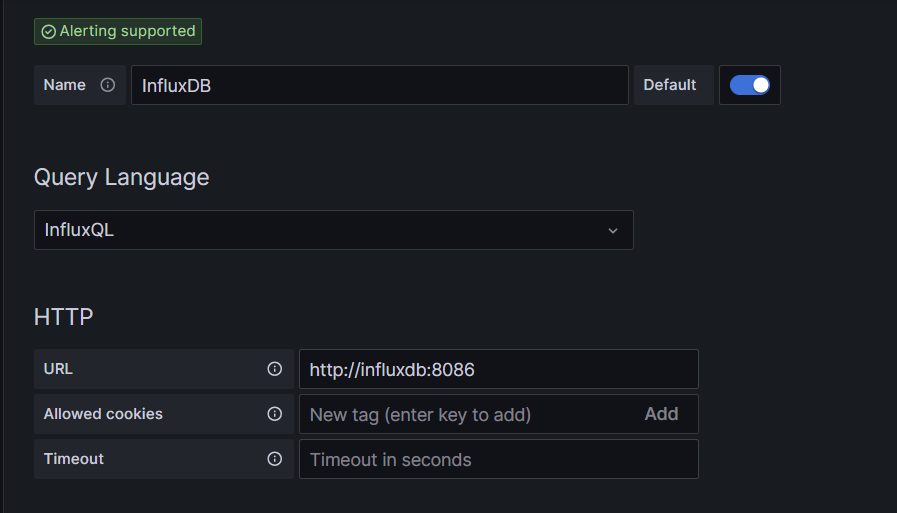 Alerting supported
Name InfluxDB Default
Query Language
InfluxQL
HTTP
URL http://influxdb:8086
Allowed cookies New tag (enter key to add) Add
Timeout Timeout in seconds